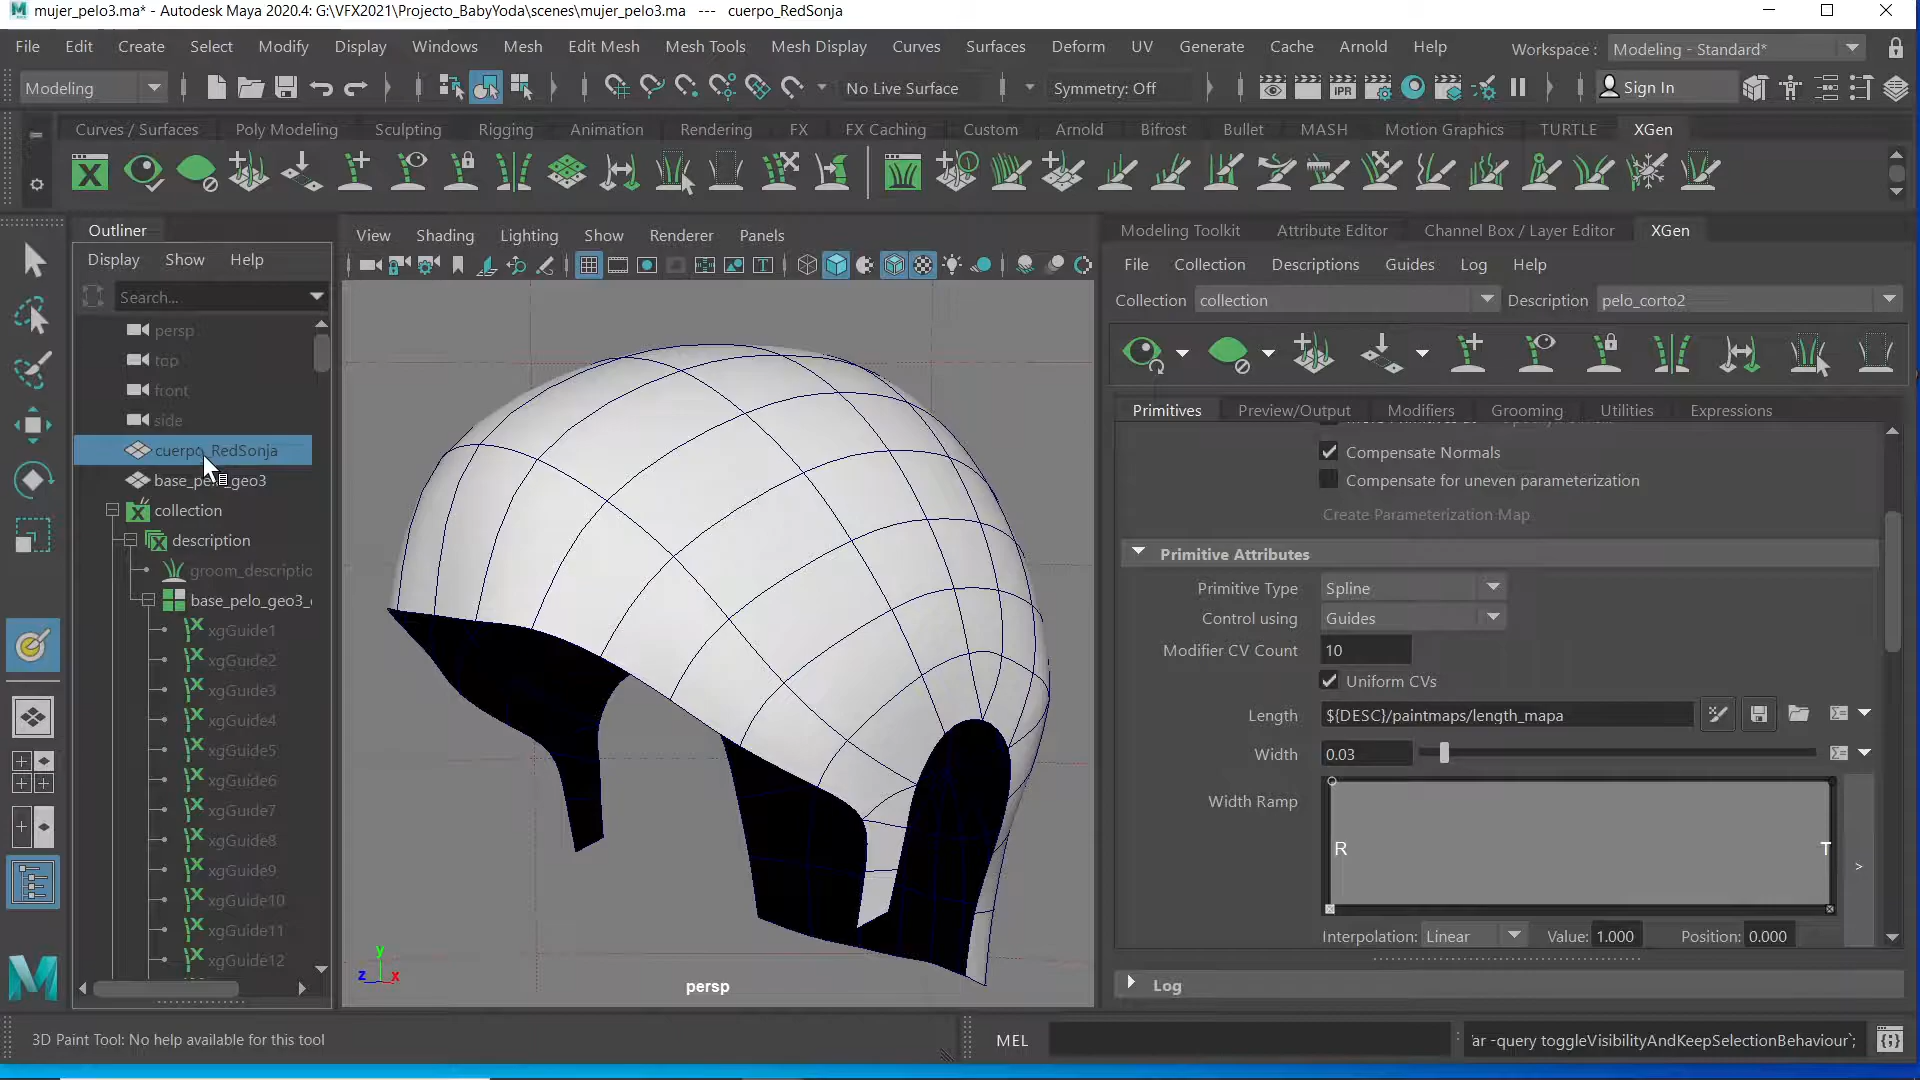 mujer_pelo3.ma* - Autodesk Maya 2020.4: G:\VFX2021\Projecto_BabyYoda\scenes\mujer_pelo3.ma   ---   cuerpo_RedSonja
File Edit Create Select Modify Display Windows Mesh Edit Mesh Mesh Tools Mesh Display Curves Surfaces Deform UV Generate Cache Arnold Help Workspace : Modeling - Standard*
Modeling No Live Surface Symmetry: Off IPR Sign In
Curves / Surfaces Poly Modeling Sculpting Rigging Animation Rendering FX FX Caching Custom Arnold Bifrost Bullet MASH Motion Graphics TURTLE XGen
Outliner
Display Show Help
Search...
persp
top
front
side
cuerpo_RedSonja
collection
description
groom_descriptio
base_pelo_geo3_
xgGuide1
xgGuide2
xgGuide3
xgGuide4
xgGuide5
xgGuide6
xgGuide7
xgGuide8
xgGuide9
xgGuide10
xgGuide11
xgGuide12
View Shading Lighting Show Renderer Panels
y
z x
persp
Modeling Toolkit Attribute Editor Channel Box / Layer Editor XGen
File Collection Descriptions Guides Log Help
Collection collection Description pelo_corto2
Primitives Preview/Output Modifiers Grooming Utilities Expressions
Compensate Normals
Compensate for uneven parameterization
Create Parameterization Map
Primitive Attributes
Primitive Type Spline
Control using Guides
Modifier CV Count 10
Uniform CVs
Length ${DESC}/paintmaps/length_mapa
Width 0.03
Width Ramp
R T
>
Interpolation: Linear Value: 1.000 Position: 0.000
Log
3D Paint Tool: No help available for this tool
MEL
'ar -query toggleVisibilityAndKeepSelectionBehaviour`;